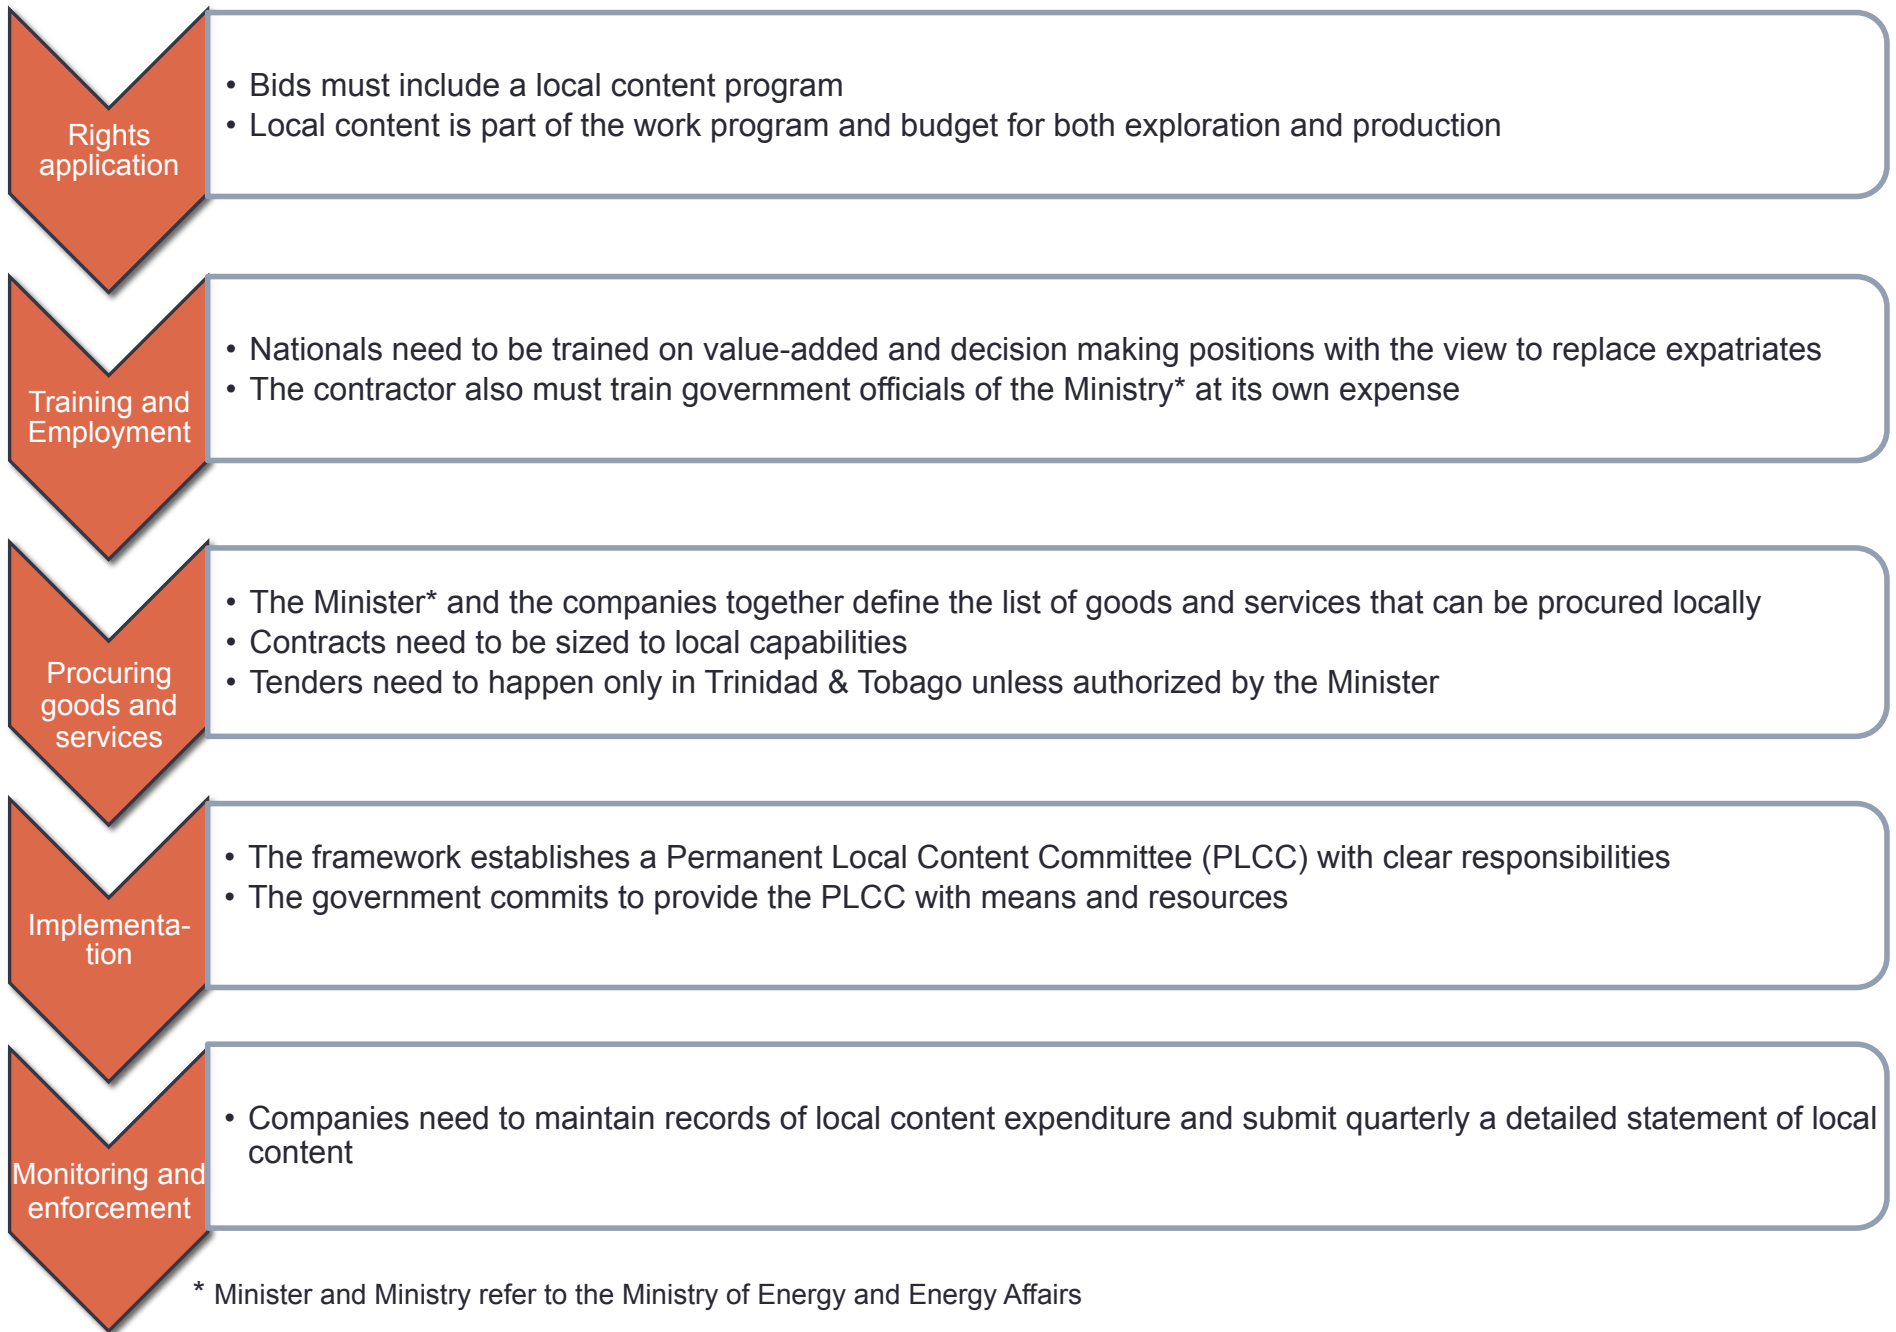 Rights
application
• Bids must include a local content program
• Local content is part of the work program and budget for both exploration and production
Training and
Employment
• Nationals need to be trained on value-added and decision making positions with the view to replace expatriates
• The contractor also must train government officials of the Ministry* at its own expense
Procuring
goods and
services
• The Minister* and the companies together define the list of goods and services that can be procured locally
• Contracts need to be sized to local capabilities
• Tenders need to happen only in Trinidad & Tobago unless authorized by the Minister
Implementa-
tion
• The framework establishes a Permanent Local Content Committee (PLCC) with clear responsibilities
• The government commits to provide the PLCC with means and resources
Monitoring and
enforcement
• Companies need to maintain records of local content expenditure and submit quarterly a detailed statement of local
content
* Minister and Ministry refer to the Ministry of Energy and Energy Affairs